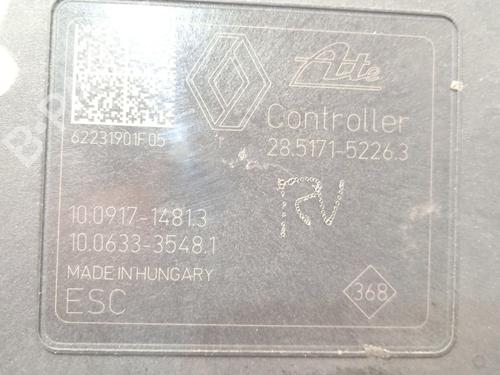 Ate
Controller
62231901F05
28.5171-5226.3
10.0917-1481.3
10.0633-3548.1
MADE IN HUNGARY
ESC
368